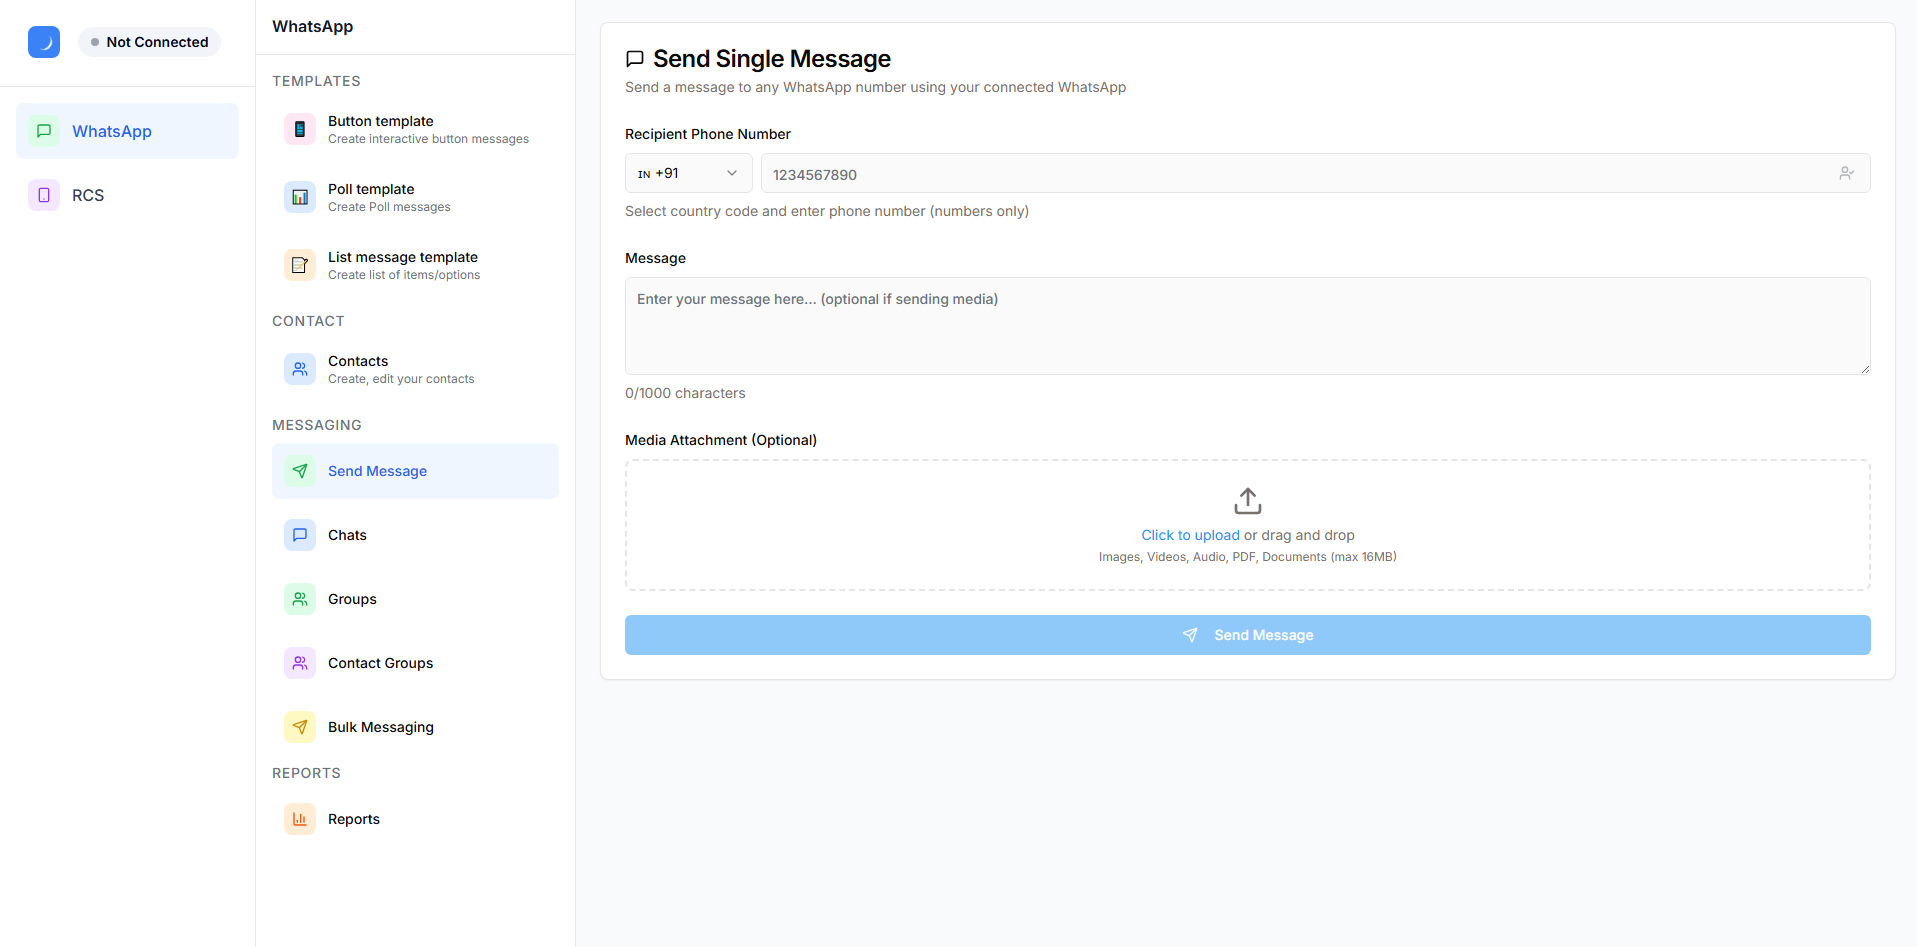 Not Connected
WhatsApp
RCS
WhatsApp
TEMPLATES
Button template
Create interactive button messages
Poll template
Create Poll messages
List message template
Create list of items/options
CONTACT
Contacts
Create, edit your contacts
MESSAGING
Send Message
Chats
Groups
Contact Groups
Bulk Messaging
REPORTS
Reports
Send Single Message
Send a message to any WhatsApp number using your connected WhatsApp
Recipient Phone Number
IN +91
1234567890
Select country code and enter phone number (numbers only)
Message
Enter your message here... (optional if sending media)
0/1000 characters
Media Attachment (Optional)
Click to upload or drag and drop
Images, Videos, Audio, PDF, Documents (max 16MB)
Send Message